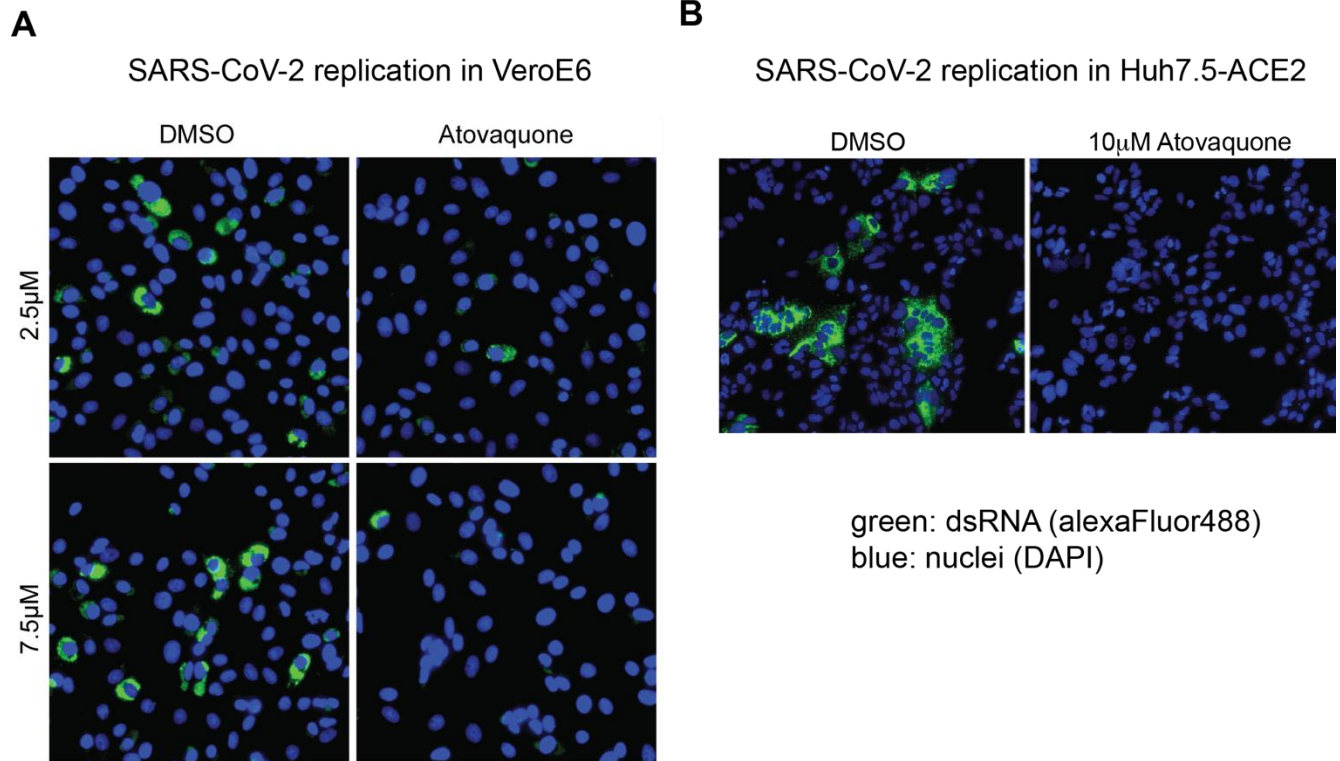 A
SARS-CoV-2 replication in VeroE6
DMSO
Atovaquone
2.5µM
7.5µM
B
SARS-CoV-2 replication in Huh7.5-ACE2
DMSO
10µM Atovaquone
green: dsRNA (alexaFluor488)
blue: nuclei (DAPI)